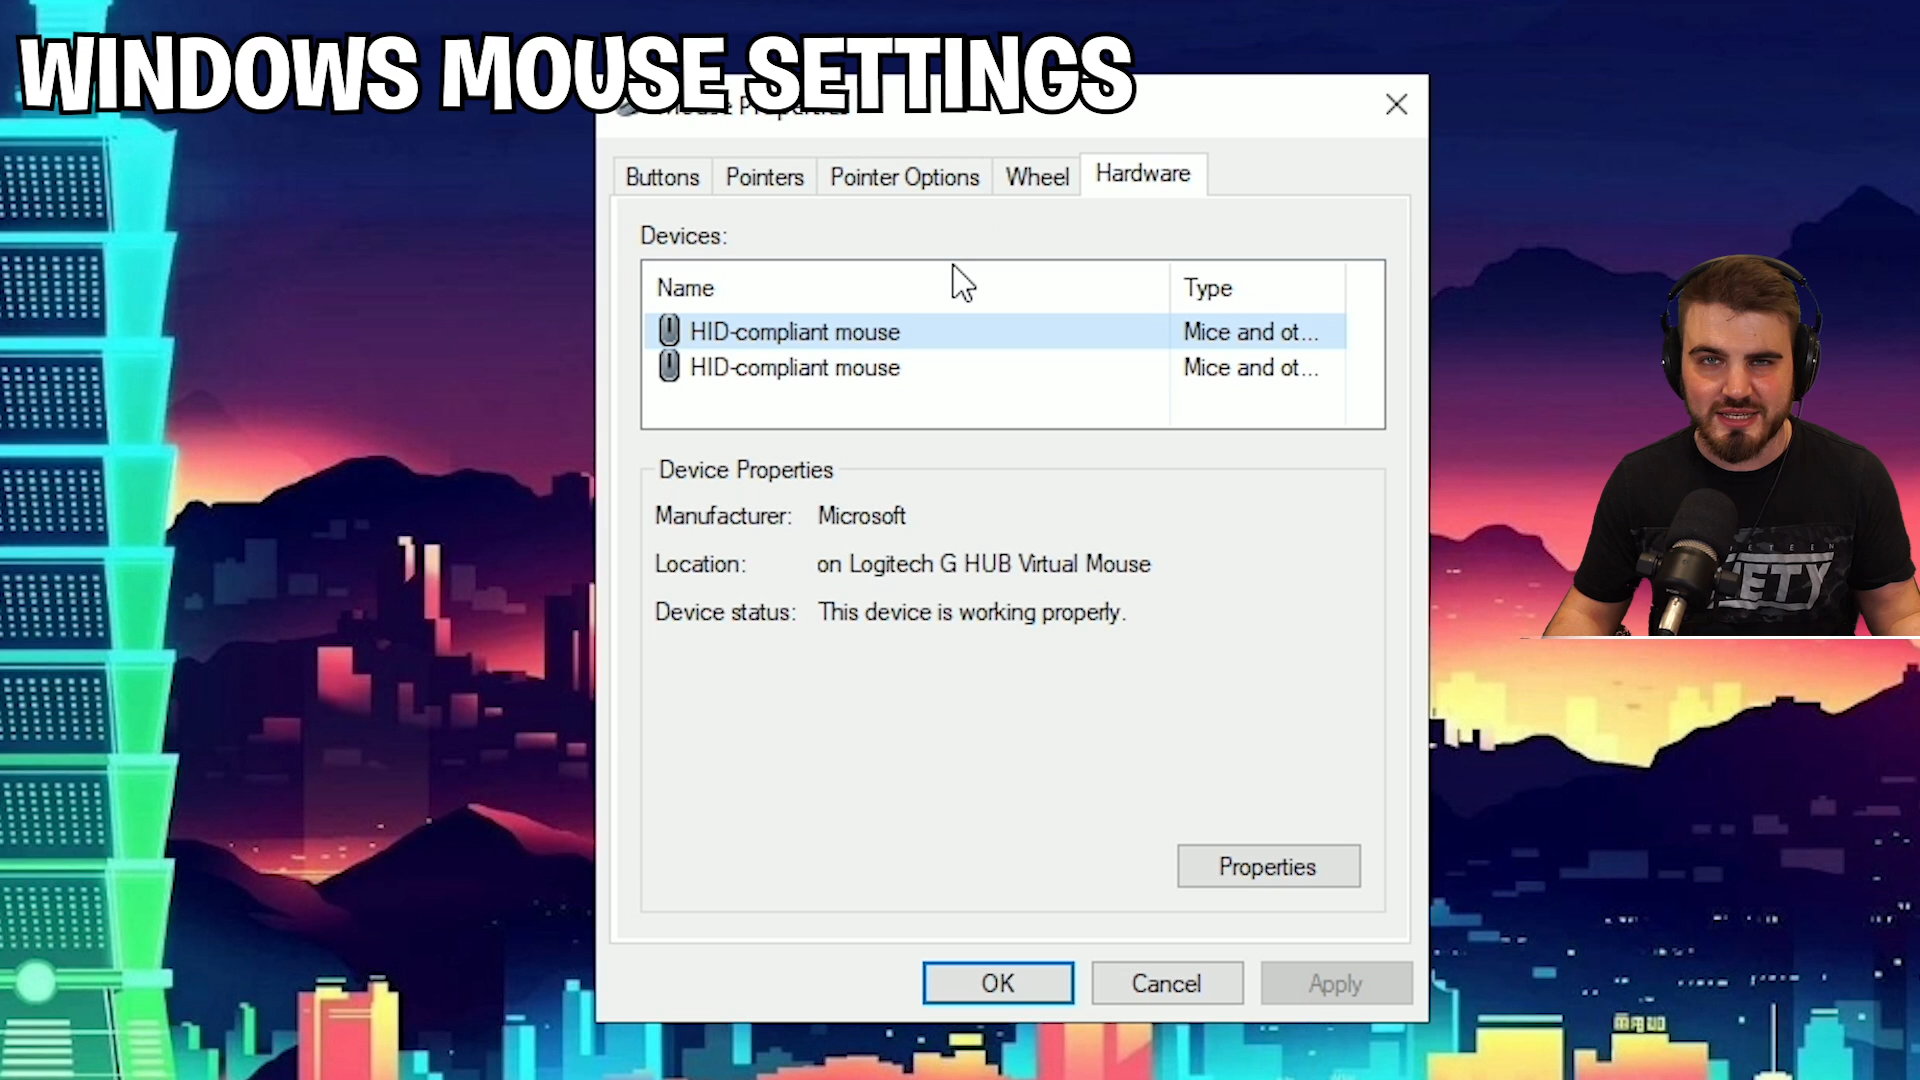 WINDOWS MOUSE SETTINGS
Mouse Properties
Buttons Pointers Pointer Options Wheel Hardware
Devices:
Name Type
HID-compliant mouse Mice and ot...
HID-compliant mouse Mice and ot...
Device Properties
Manufacturer: Microsoft
Location: on Logitech G HUB Virtual Mouse
Device status: This device is working properly.
Properties
OK Cancel Apply